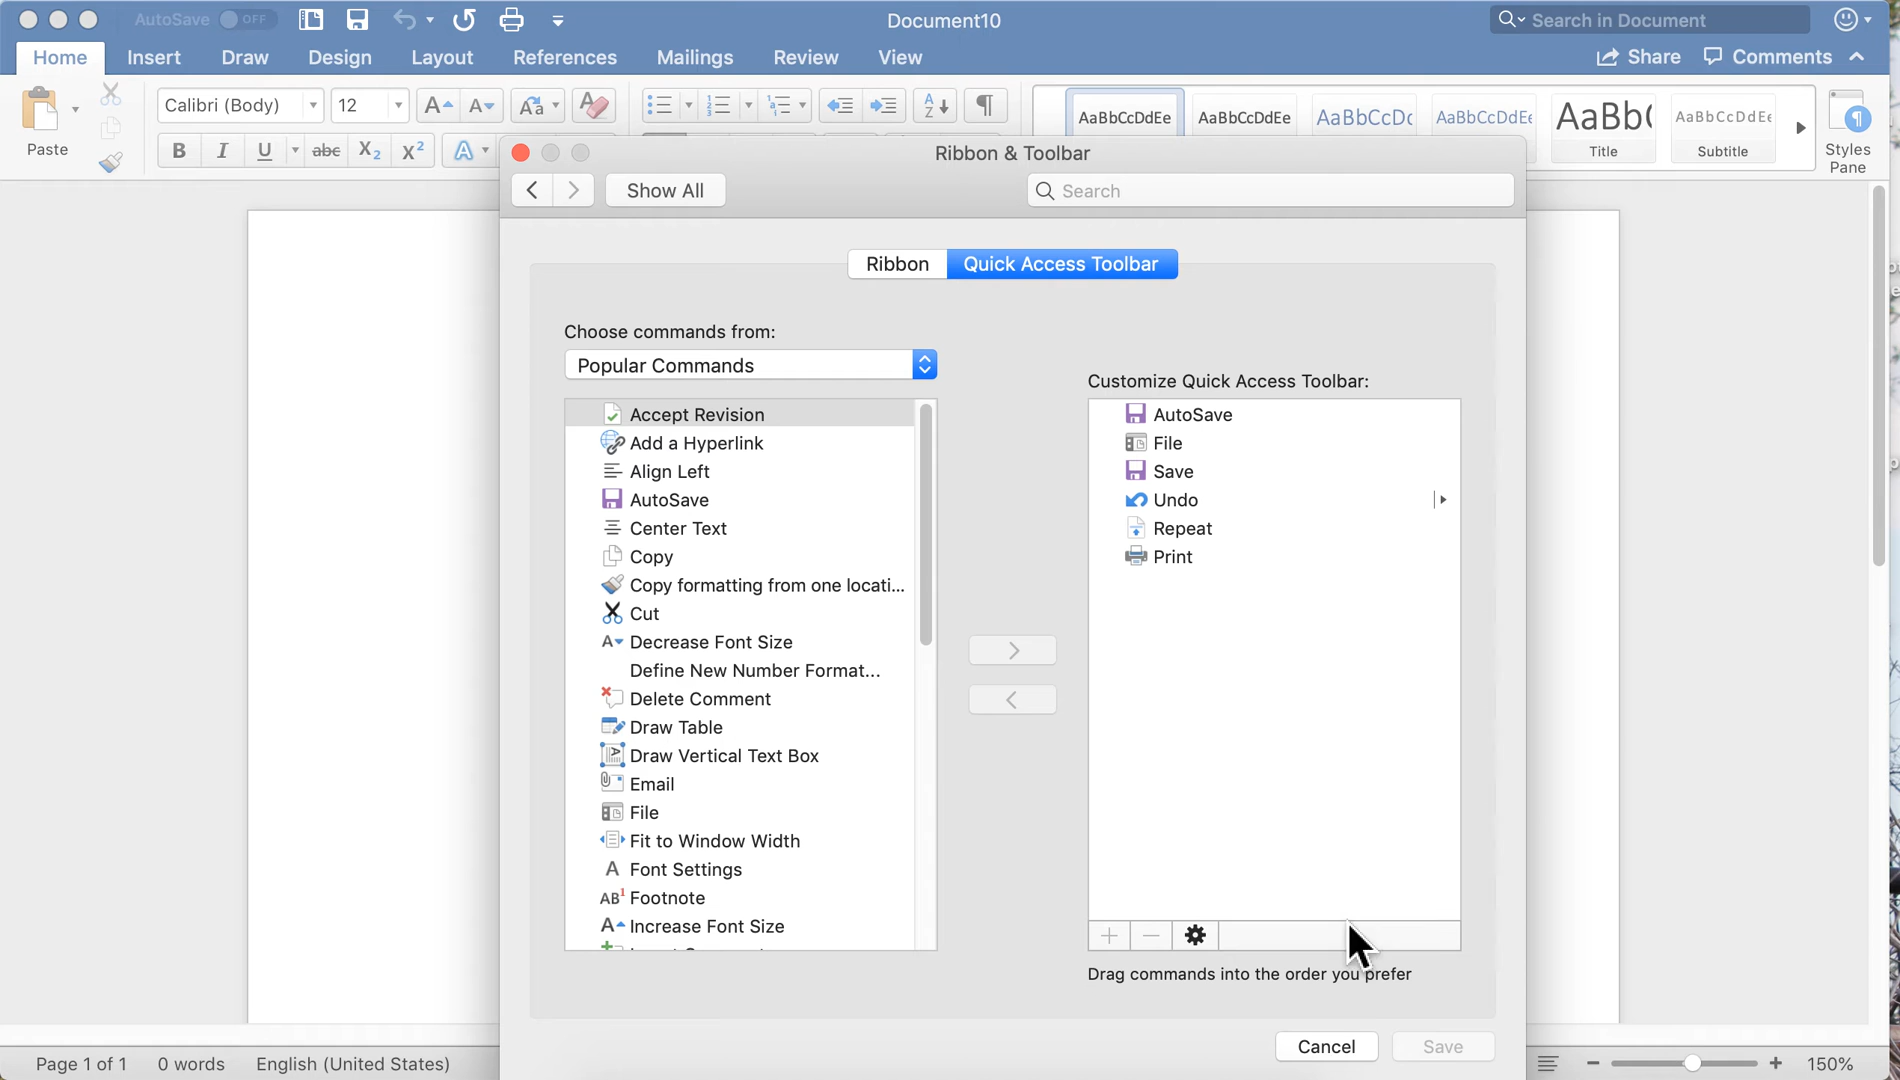 AutoSave OFF
Document10
Search in Document
Home Insert Draw Design Layout References Mailings Review View
Share Comments
Paste
Calibri (Body) 12
AaBbCcDdEe AaBbCcDdEe AaBbCcDc AaBbCcDdEe AaBb( AaBbCcDdEe
Title
Subtitle
Styles
Pane
Ribbon & Toolbar
Show All
Search
Ribbon Quick Access Toolbar
Choose commands from:
Popular Commands
Accept Revision
Add a Hyperlink
Align Left
AutoSave
Center Text
Copy
Copy formatting from one locati...
Cut
Decrease Font Size
Define New Number Format...
Delete Comment
Draw Table
Draw Vertical Text Box
Email
File
Fit to Window Width
Font Settings
Footnote
Increase Font Size
Customize Quick Access Toolbar:
AutoSave
File
Save
Undo
Repeat
Print
Drag commands into the order you prefer
Cancel Save
Page 1 of 1 0 words English (United States)
150%